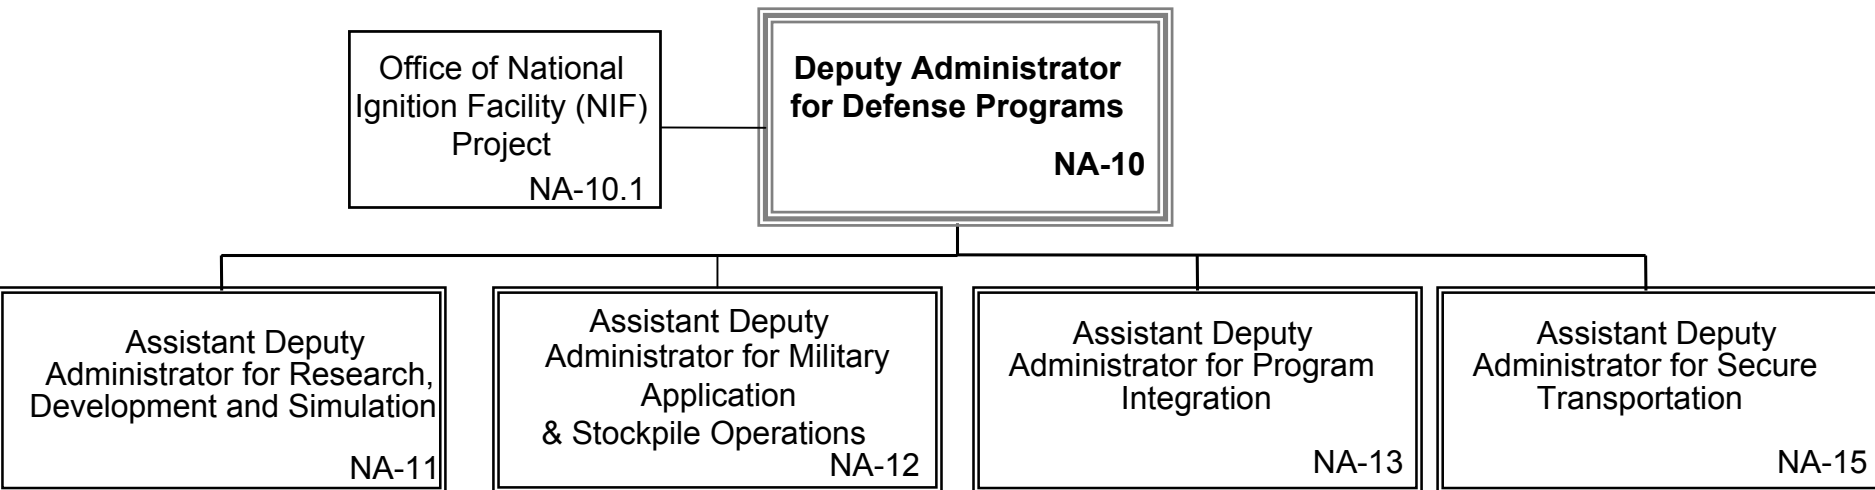 Office of National
Ignition Facility (NIF)
Project
NA-10.1
Deputy Administrator
for Defense Programs
NA-10
Assistant Deputy
Administrator for Research,
Development and Simulation
NA-11
Assistant Deputy
Administrator for Military
Application
& Stockpile Operations
NA-12
Assistant Deputy
Administrator for Program
Integration
NA-13
Assistant Deputy
Administrator for Secure
Transportation
NA-15